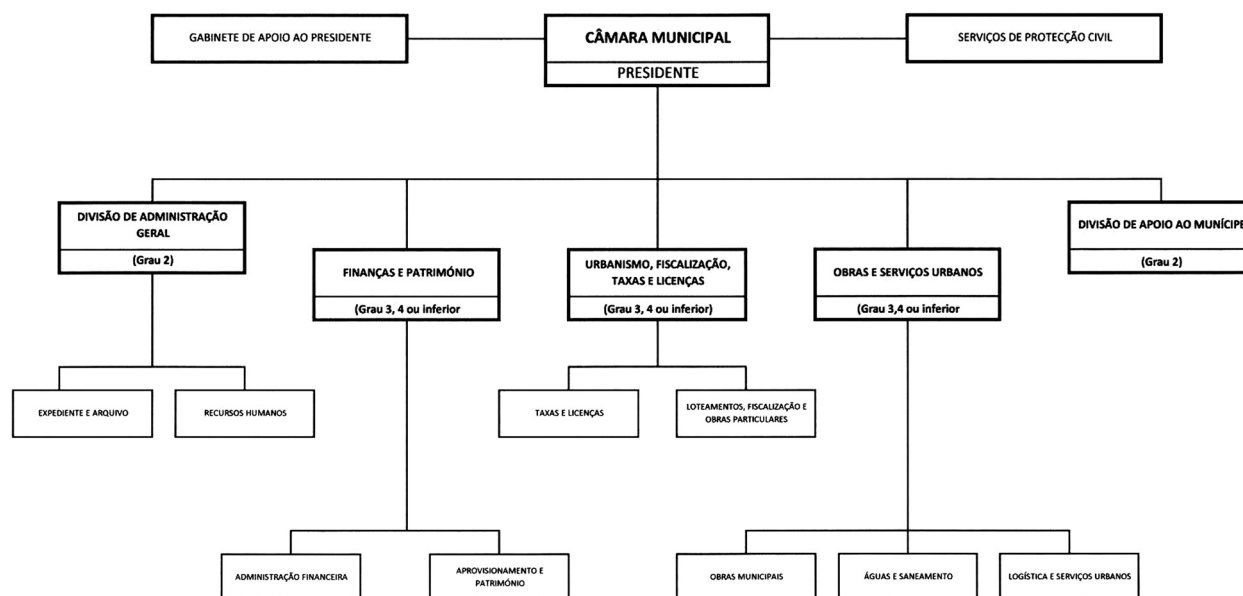 GABINETE DE APOIO AO PRESIDENTE
CÂMARA MUNICIPAL
PRESIDENTE
SERVIÇOS DE PROTECÇÃO CIVIL
DIVISÃO DE ADMINISTRAÇÃO
GERAL
(Grau 2)
FINANÇAS E PATRIMÓNIO
(Grau 3, 4 ou inferior
URBANISMO, FISCALIZAÇÃO,
TAXAS E LICENÇAS
(Grau 3, 4 ou inferior)
OBRAS E SERVIÇOS URBANOS
(Grau 3,4 ou inferior
DIVISÃO DE APOIO AO MUNÍCIPE
(Grau 2)
EXPEDIENTE E ARQUIVO
RECURSOS HUMANOS
TAXAS E LICENÇAS
LOTEAMENTOS, FISCALIZAÇÃO E
OBRAS PARTICULARES
ADMINISTRAÇÃO FINANCEIRA
APROVISIONAMENTO E
PATRIMÓNIO
OBRAS MUNICIPAIS
ÁGUAS E SANEAMENTO
LOGÍSTICA E SERVIÇOS URBANOS